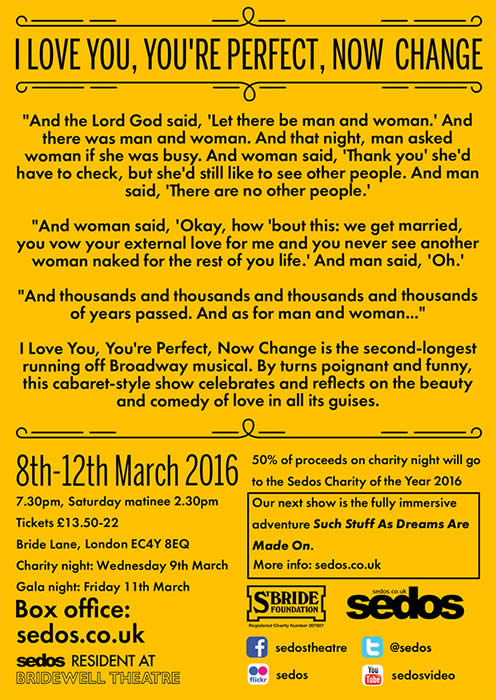 I LOVE YOU, YOU'RE PERFECT, NOW CHANGE
"And the Lord God said, 'Let there be man and woman.' And
there was man and woman. And that night, man asked
woman if she was busy. And woman said, 'Thank you' she'd
have to check, but she'd still like to see other people. And man
said, 'There are no other people.'
"And woman said, 'Okay, how 'bout this: we get married,
you vow your external love for me and you never see another
woman naked for the rest of you life.' And man said, 'Oh.'
"And thousands and thousands and thousands and thousands
of years passed. And as for man and woman..."
I Love You, You're Perfect, Now Change is the second-longest
running off Broadway musical. By turns poignant and funny,
this cabaret-style show celebrates and reflects on the beauty
and comedy of love in all its guises.
8th-12th March 2016
7.30pm, Saturday matinee 2.30pm
Tickets £13.50-22
Bride Lane, London EC4Y 8EQ
Charity night: Wednesday 9th March
Gala night: Friday 11th March
Box office:
sedos.co.uk
sedos RESIDENT AT
BRIDEWELL THEATRE
50% of proceeds on charity night will go
to the Sedos Charity of the Year 2016
Our next show is the fully immersive
adventure Such Stuff As Dreams Are
Made On.
More info: sedos.co.uk
ST BRIDE
FOUNDATION
Registered Charity Number 207607
sedos.co.uk
sedos
sedostheatre
@sedos
flickr
sedos
You
Tube
sedosvideo